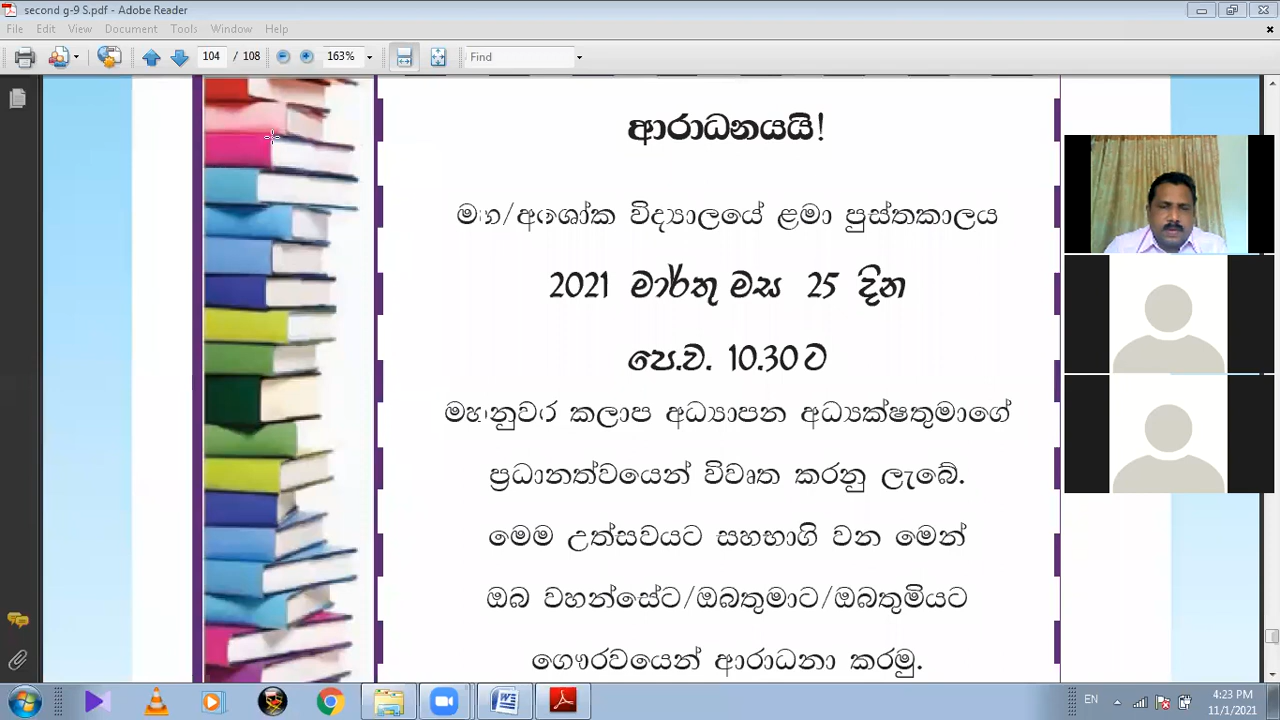 second g-9 S.pdf - Adobe Reader
File Edit View Document Tools Window Help
104 / 108 163% Find
ආරාධනයයි!
මහ/අශෝක විද්‍යාලයේ ළමා පුස්තකාලය
2021 මාර්තු මස 25 දින
පෙ.ව. 10.30 ට
මහනුවර කලාප අධ්‍යාපන අධ්‍යක්ෂතුමාගේ
ප්‍රධානත්වයෙන් විවෘත කරනු ලැබේ.
මෙම උත්සවයට සහභාගි වන මෙන්
ඔබ වහන්සේට/ඔබතුමාට/ඔබතුමියට
ගෞරවයෙන් ආරාධනා කරමු.
EN 4:23 PM
11/1/2021